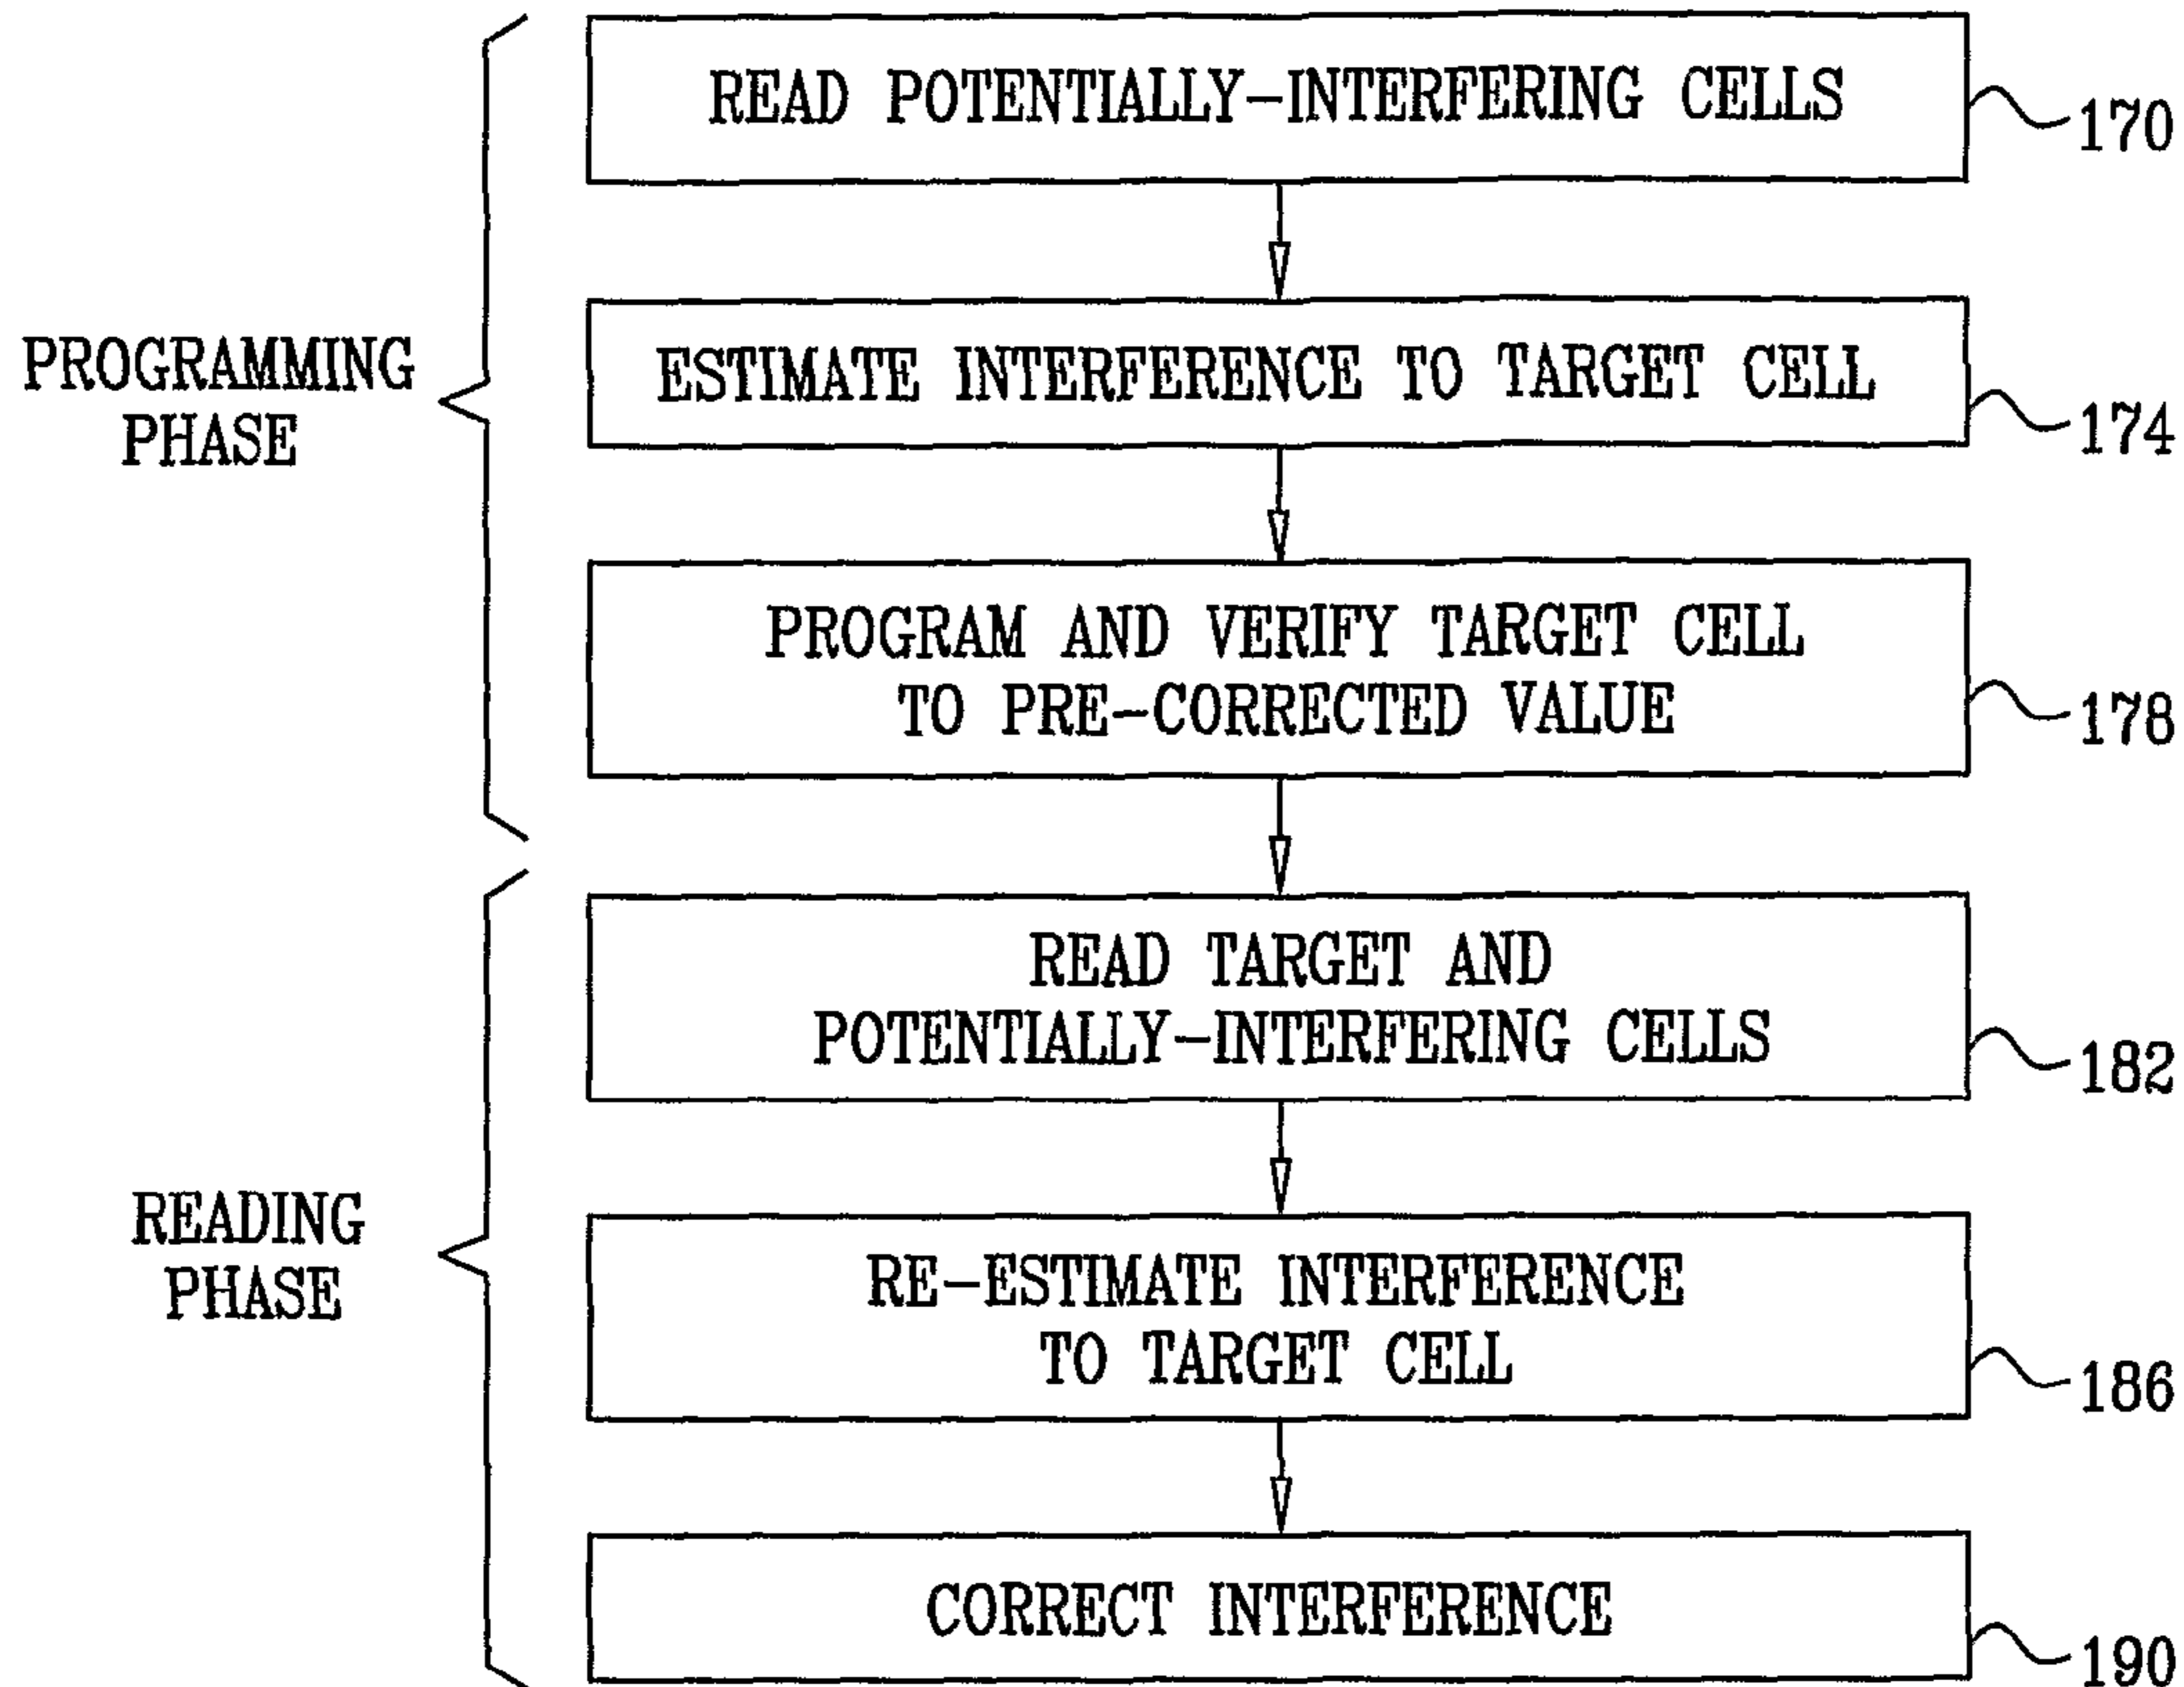 READ POTENTIALLY-INTERFERING CELLS
170
ESTIMATE INTERFERENCE TO TARGET CELL
174
PROGRAMMING
PHASE
PROGRAM AND VERIFY TARGET CELL
TO PRE-CORRECTED VALUE
178
READ TARGET AND
POTENTIALLY-INTERFERING CELLS
182
READING
PHASE
RE-ESTIMATE INTERFERENCE
TO TARGET CELL
186
CORRECT INTERFERENCE
190